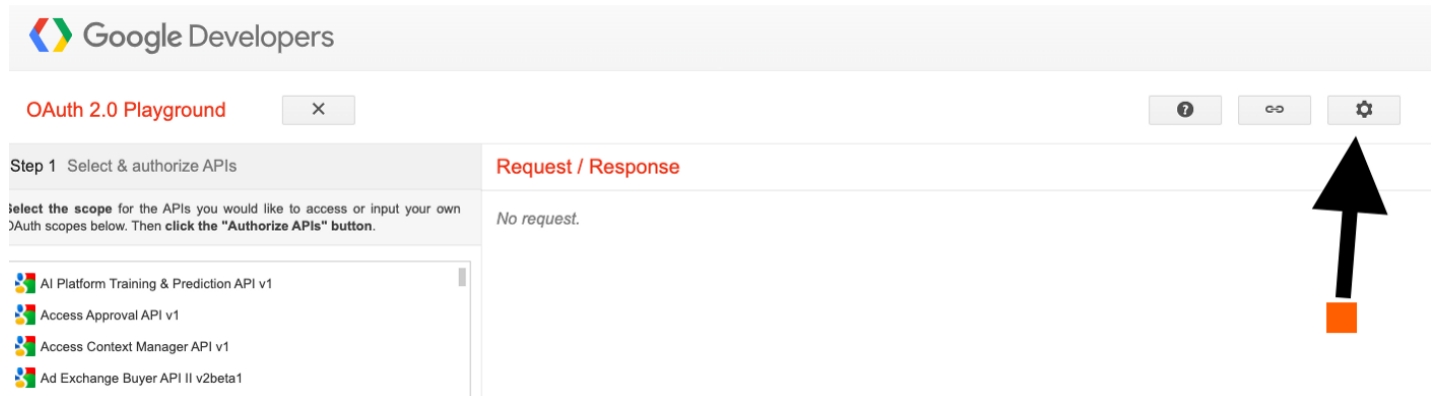 Google Developers
OAuth 2.0 Playground
Step 1 Select & authorize APIs
Select the scope for the APIs you would like to access or input your own
OAuth scopes below. Then click the "Authorize APIs" button.
AI Platform Training & Prediction API v1
Access Approval API v1
Access Context Manager API v1
Ad Exchange Buyer API II v2beta1
Request / Response
No request.